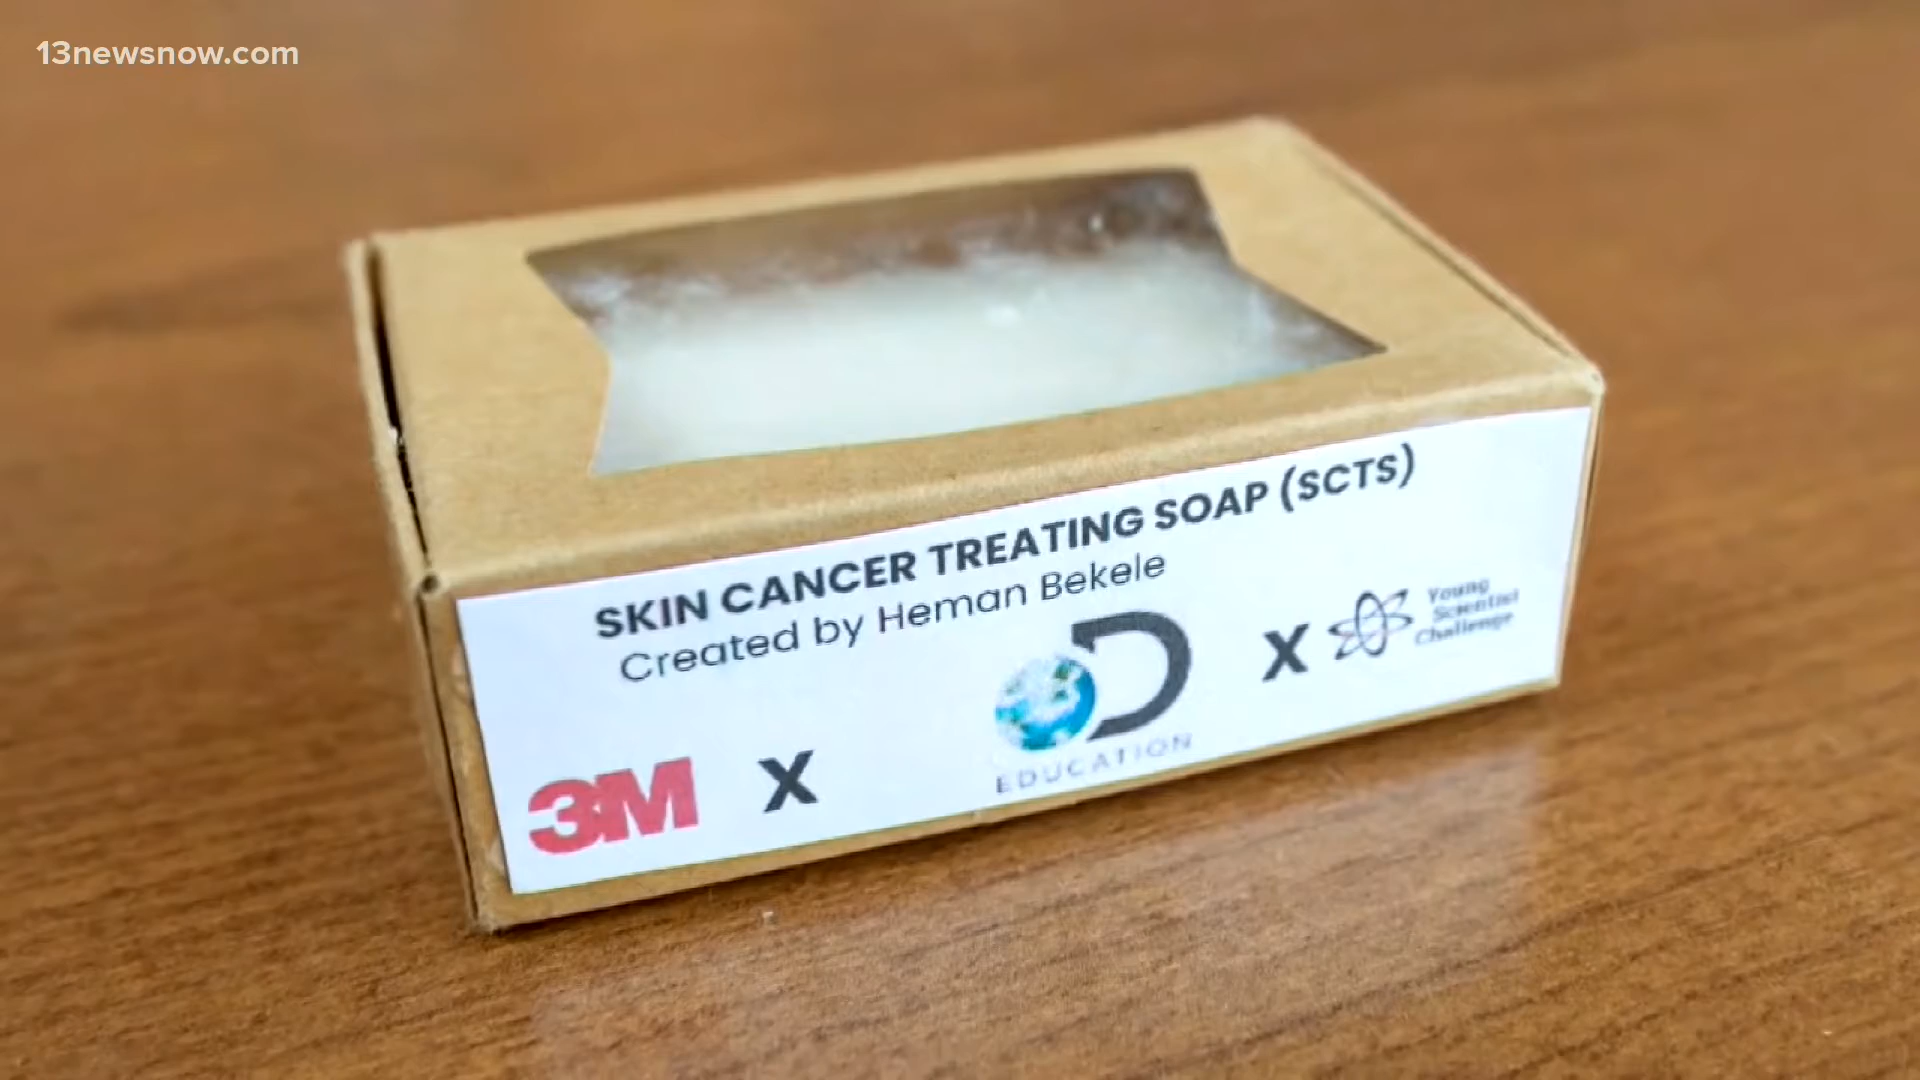 13newsnow.com
SKIN CANCER TREATING SOAP (SCTS)
Created by Heman Bekele
3M X
EDUCATION
X
Young
Scientist
Challenge